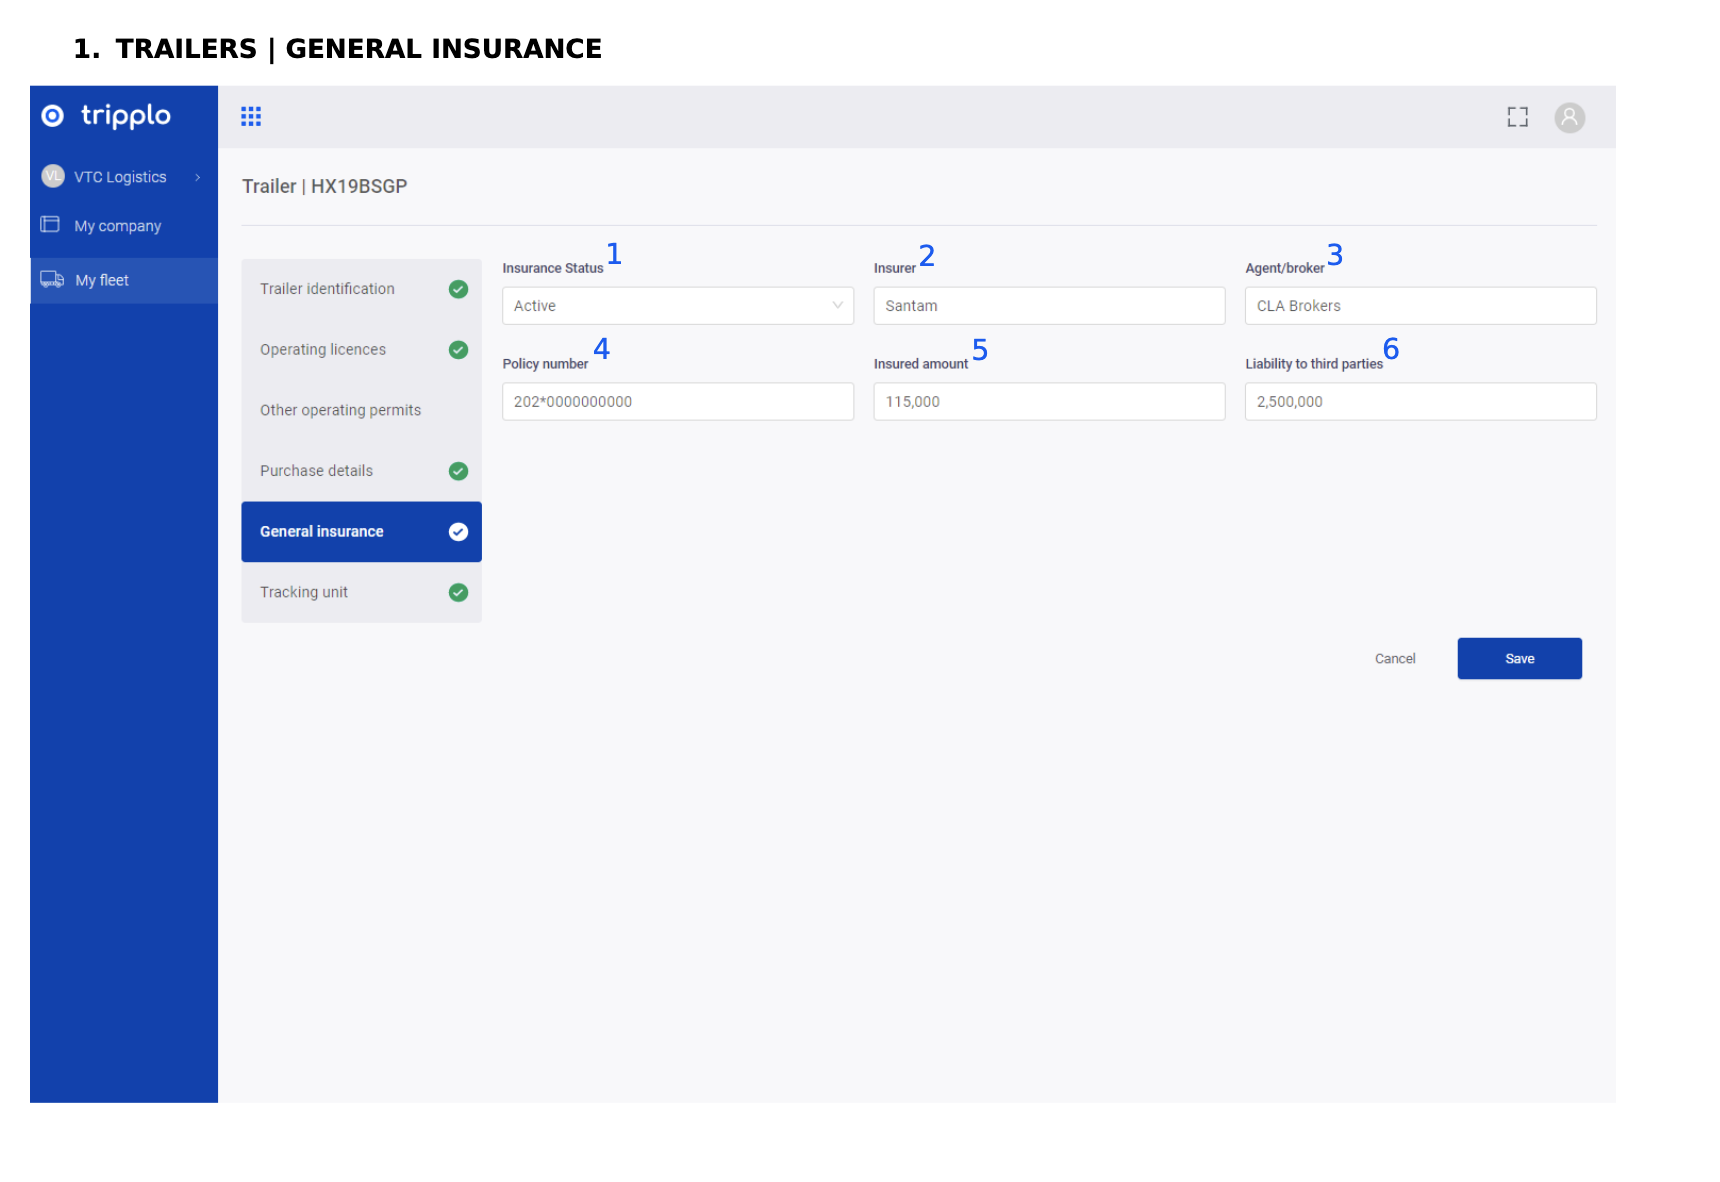 1. TRAILERS | GENERAL INSURANCE
tripplo
VL VTC Logistics
My company
My fleet
Trailer | HX19BSGP
Trailer identification
Operating licences
Other operating permits
Purchase details
General insurance
Tracking unit
Insurance Status 1 Insurer 2 Agent/broker 3
Active Santam CLA Brokers
Policy number 4 Insured amount 5 Liability to third parties 6
202*0000000000 115,000 2,500,000
Cancel Save